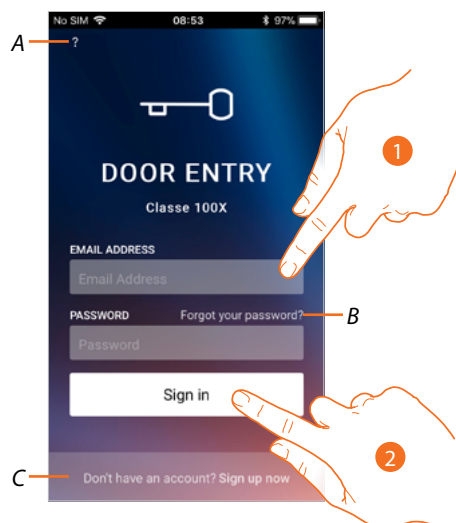 No SIM 08:53 97%
A ?
DOOR ENTRY
Classe 100X
1
EMAIL ADDRESS
Email Address
PASSWORD Forgot your password? B
Password
Sign in
2
C Don't have an account? Sign up now